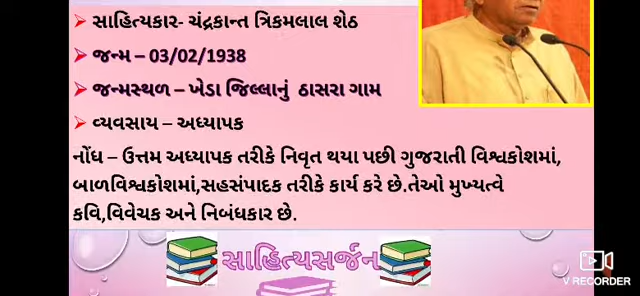 સાહિત્યકાર- ચંદ્રકાન્ત ત્રિકમલાલ શેઠ
જન્મ – 03/02/1938
જન્મસ્થળ – ખેડા જિલ્લાનું ઠાસરા ગામ
વ્યવસાય – અધ્યાપક
નોંધ – ઉત્તમ અધ્યાપક તરીકે નિવૃત થયા પછી ગુજરાતી વિશ્વકોશમાં,
બાળવિશ્વકોશમાં,સહસંપાદક તરીકે કાર્ય કરે છે.તેઓ મુખ્યત્વે
કવિ,વિવેચક અને નિબંધકાર છે.
સાહિત્યસર્જન
V RECORDER